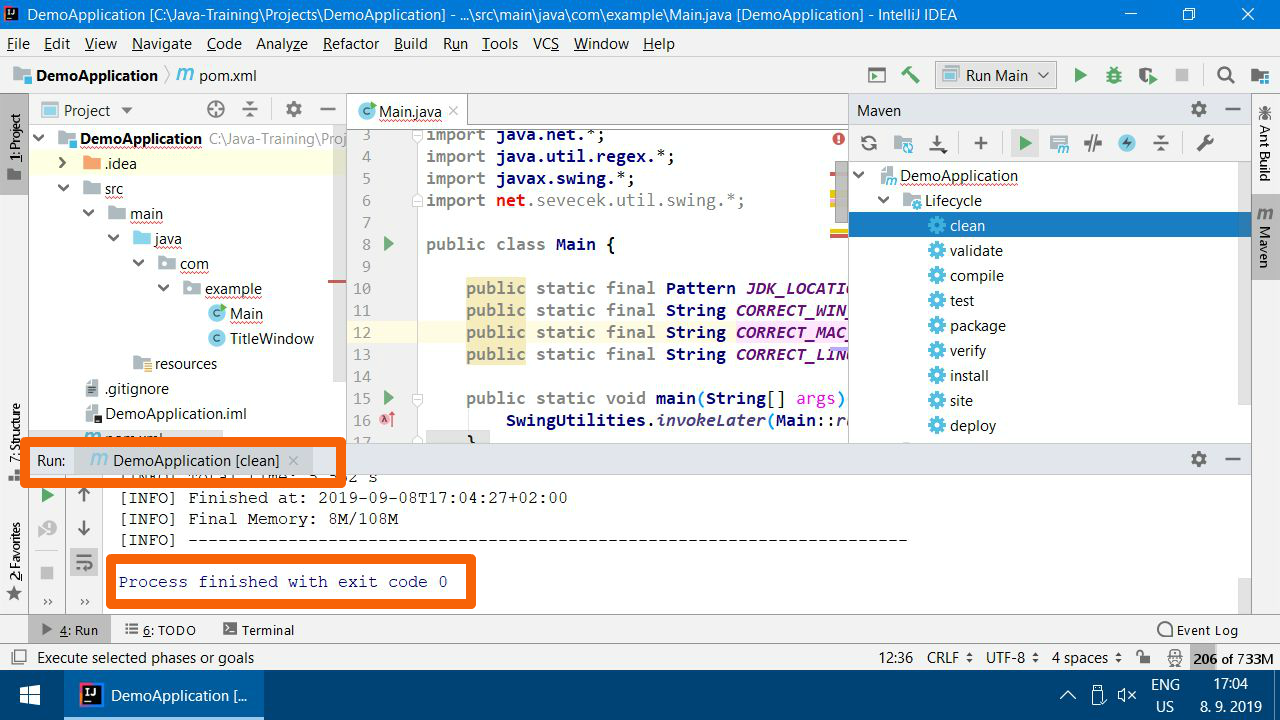 DemoApplication [C:\Java-Training\Projects\DemoApplication] - ...\src\main\java\com\example\Main.java [DemoApplication] - IntelliJ IDEA
File Edit View Navigate Code Analyze Refactor Build Run Tools VCS Window Help
DemoApplication pom.xml
Run Main
1: Project
7: Structure
2: Favorites
Project
DemoApplication C:\Java-Training\Proj
.idea
src
main
java
com
example
Main
TitleWindow
resources
.gitignore
DemoApplication.iml
pom.xml
Main.java
3 import java.net.*;
4 import java.util.regex.*;
5 import javax.swing.*;
6 import net.sevecek.util.swing.*;
7
8 public class Main {
9
10 public static final Pattern JDK_LOCATIO
11 public static final String CORRECT_WIN_
12 public static final String CORRECT_MAC_
13 public static final String CORRECT_LINU
14
15 public static void main(String[] args)
16 SwingUtilities.invokeLater(Main::r
17 }
Maven
DemoApplication
Lifecycle
clean
validate
compile
test
package
verify
install
site
deploy
Ant Build
Maven
Run: DemoApplication [clean]
[INFO] Total time: s
[INFO] Finished at: 2019-09-08T17:04:27+02:00
[INFO] Final Memory: 8M/108M
[INFO] ------------------------------------------------------------------------
Process finished with exit code 0
4: Run 6: TODO Terminal Event Log
Execute selected phases or goals 12:36 CRLF UTF-8 4 spaces 206 of 733M
DemoApplication [...
ENG
US
17:04
8. 9. 2019